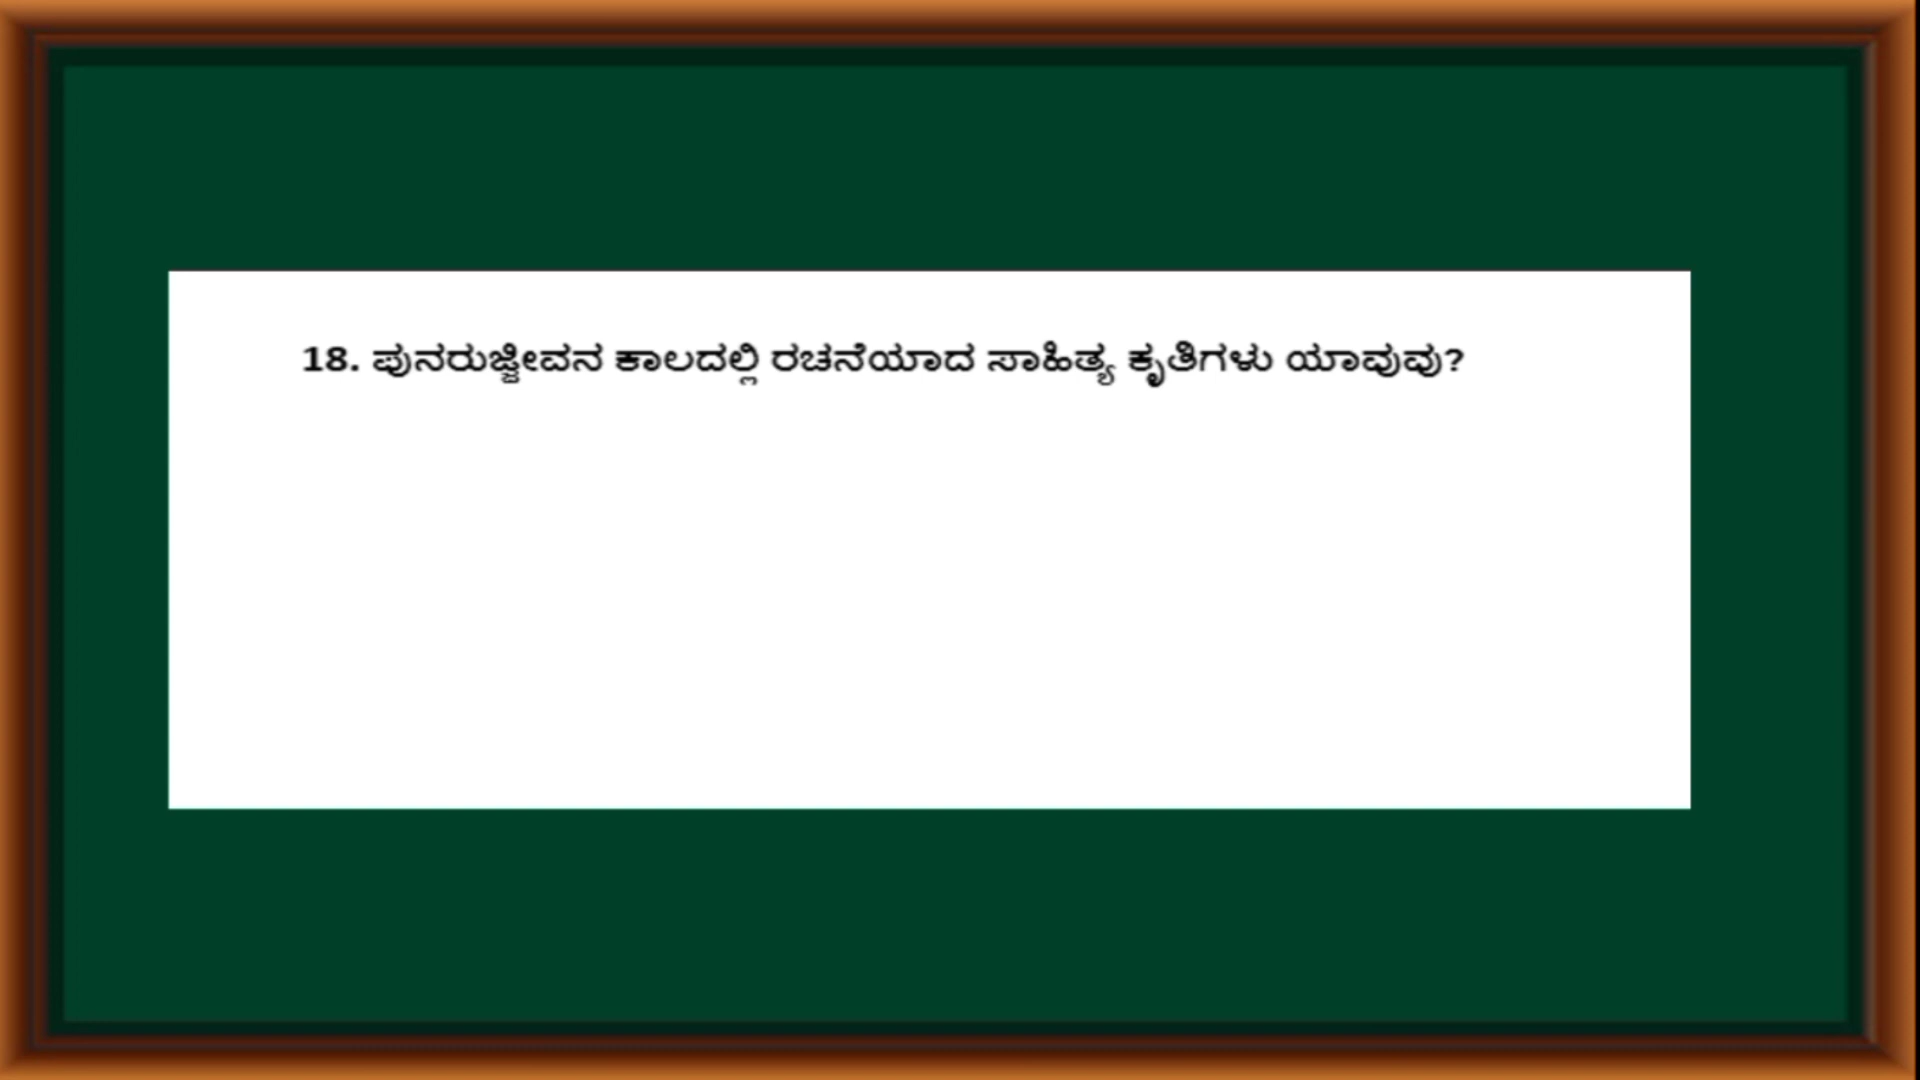 18. ಪುನರುಜ್ಜೀವನ ಕಾಲದಲ್ಲಿ ರಚನೆಯಾದ ಸಾಹಿತ್ಯ ಕೃತಿಗಳು ಯಾವುವು?